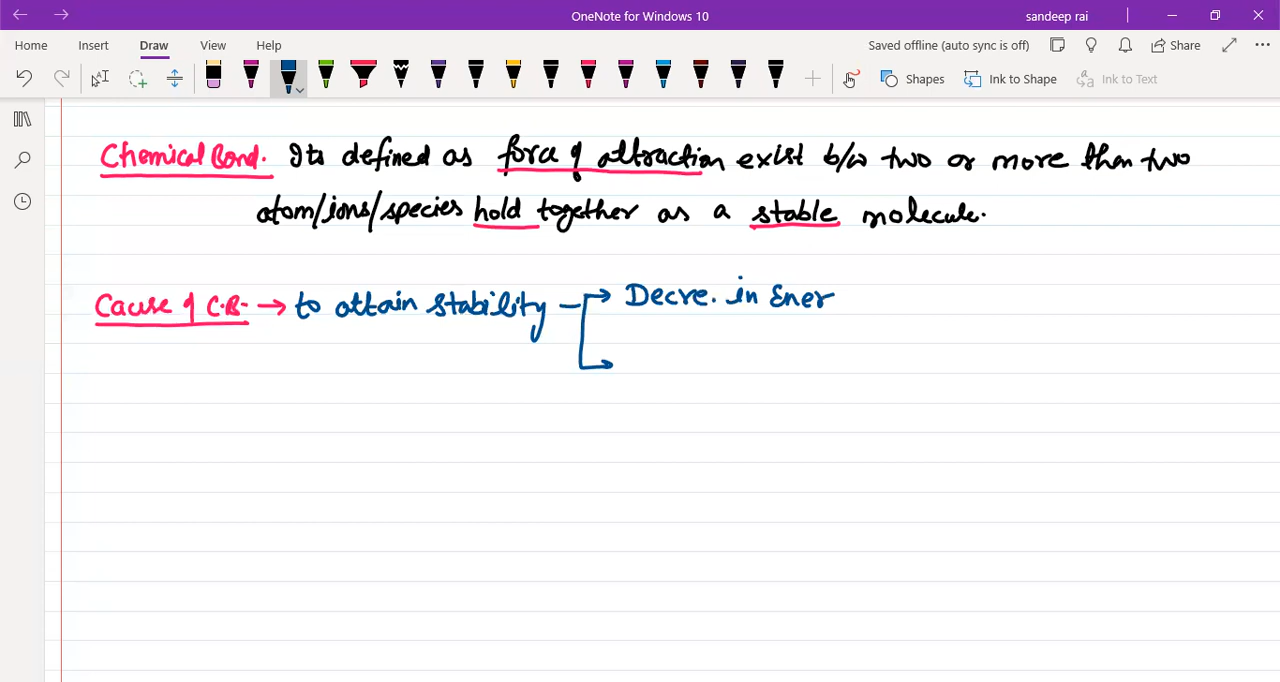 OneNote for Windows 10
sandeep rai
Home Insert Draw View Help
Saved offline (auto sync is off) Share
Shapes Ink to Shape Ink to Text
Chemical Bond. Its defined as force of attraction exist b/w two or more than two
atom/ions/species hold together as a stable molecule.
Cause of C.B. → to attain stability → Decre. in Ener